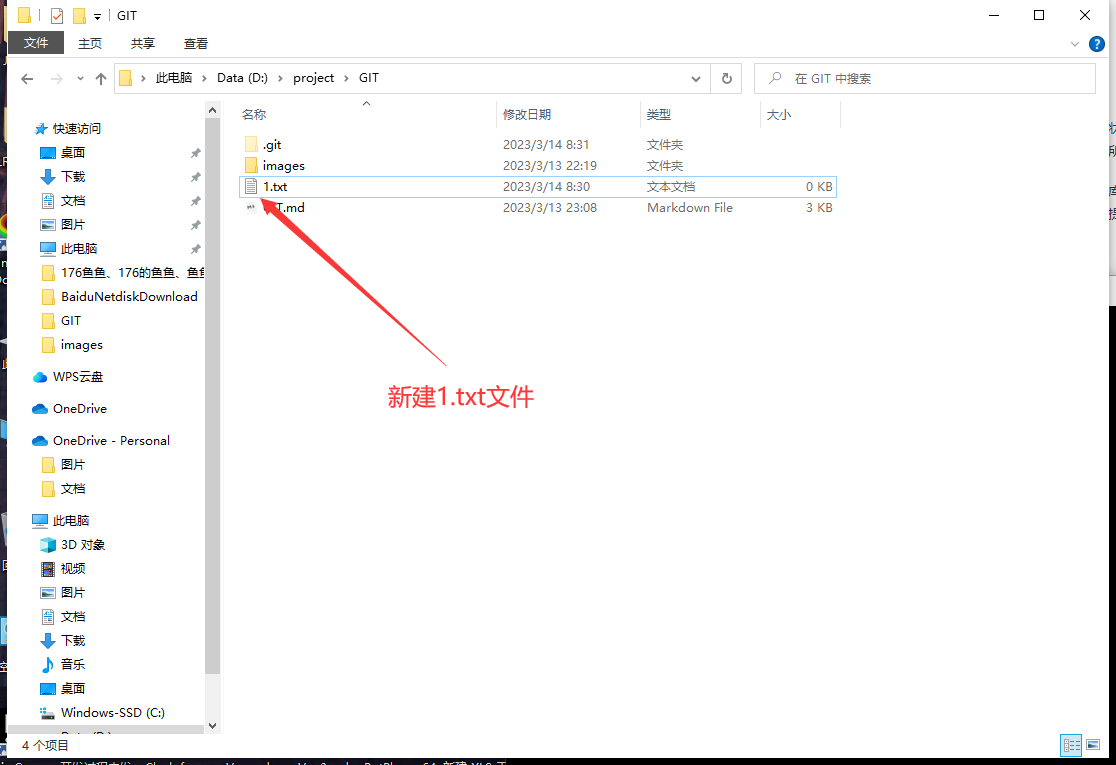 GIT
文件 主页 共享 查看
此电脑 Data (D:) project GIT
在 GIT 中搜索
名称 修改日期 类型 大小
.git 2023/3/14 8:31 文件夹
images 2023/3/13 22:19 文件夹
1.txt 2023/3/14 8:30 文本文档 0 KB
.md 2023/3/13 23:08 Markdown File 3 KB
新建1.txt文件
快速访问
桌面
下载
文档
图片
此电脑
176鱼鱼、176的鱼鱼、鱼
BaiduNetdiskDownload
GIT
images
WPS云盘
OneDrive
OneDrive - Personal
图片
文档
此电脑
3D 对象
视频
图片
文档
下载
音乐
桌面
Windows-SSD (C:)
4 个项目